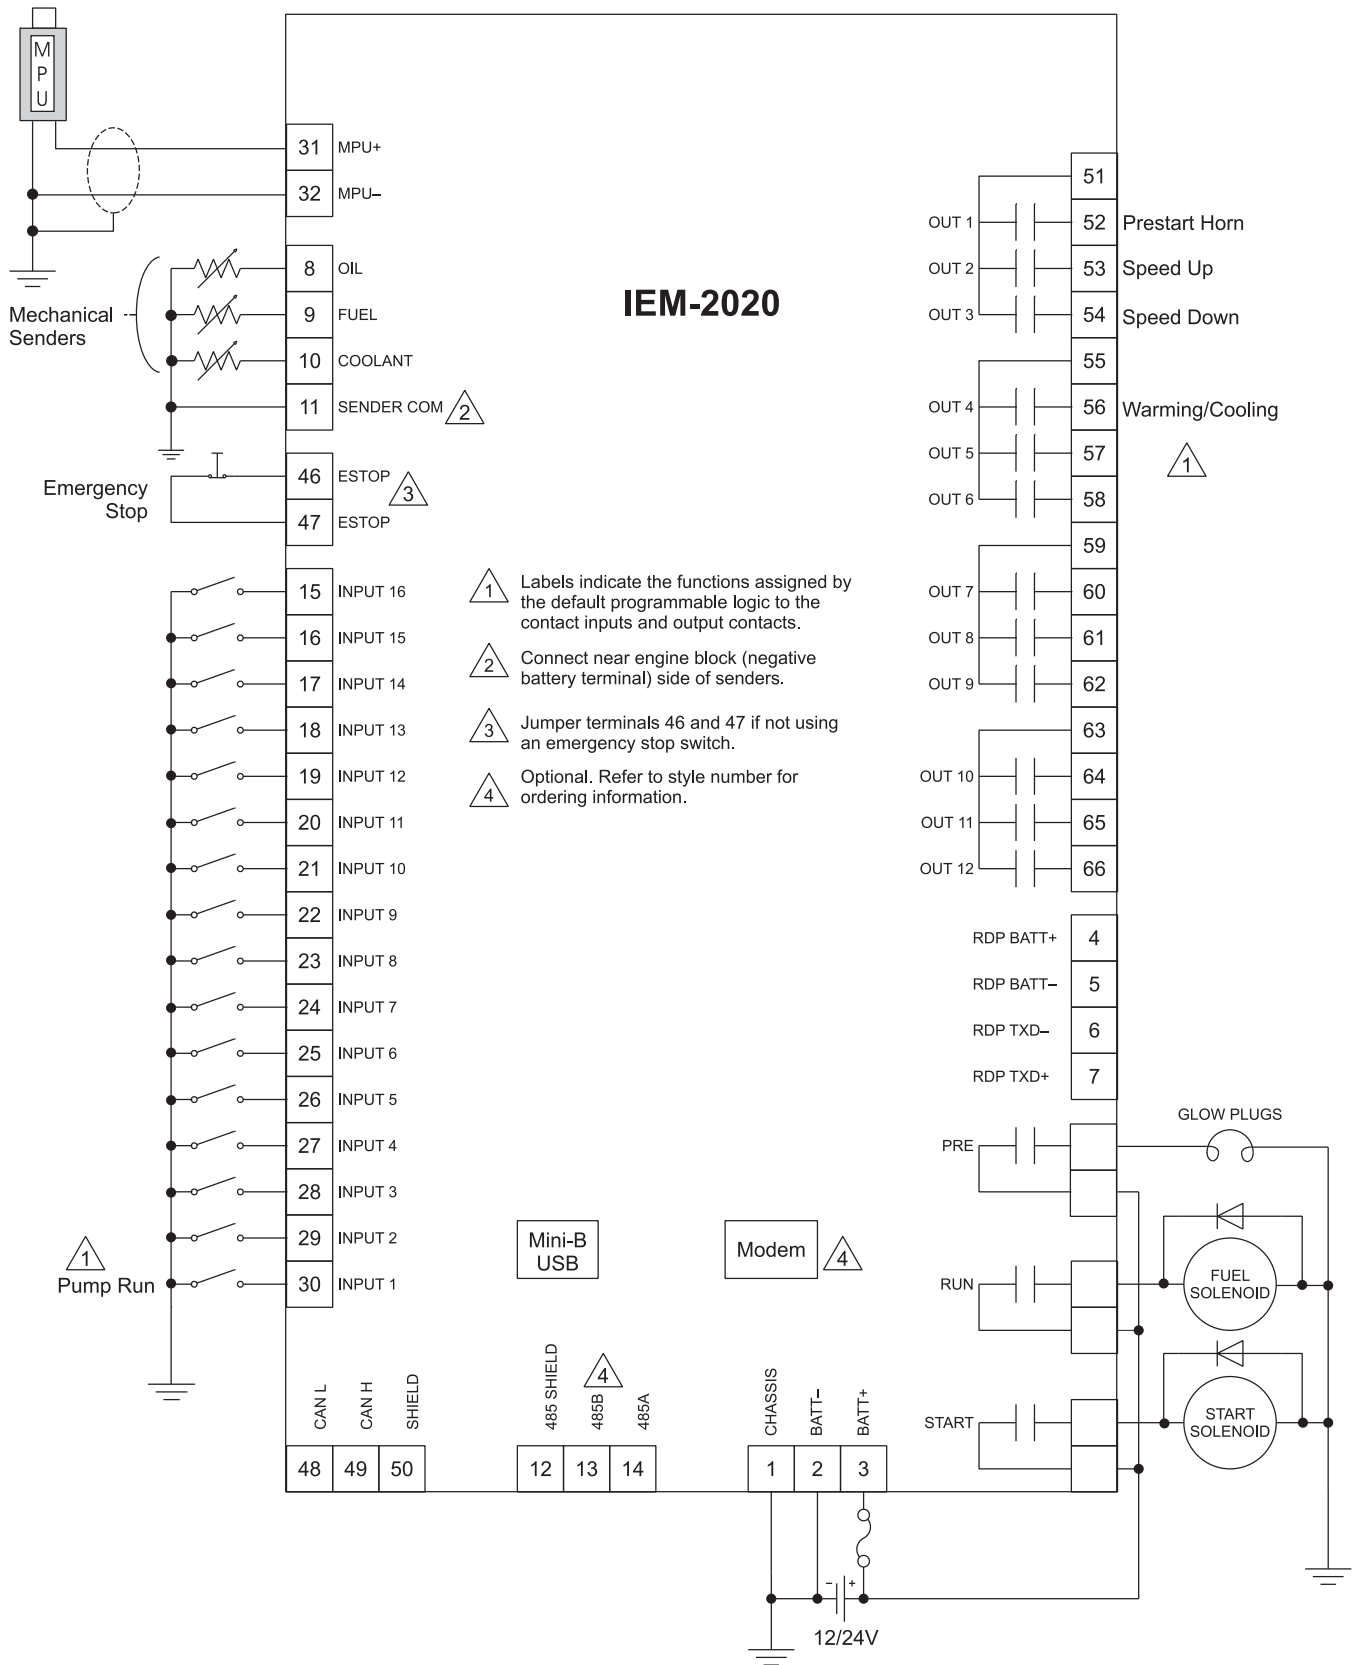 M
P
U
31 MPU+
32 MPU–
Mechanical
Senders
8 OIL
9 FUEL
10 COOLANT
11 SENDER COM 2
Emergency
Stop
46 ESTOP 3
47 ESTOP
15 INPUT 16
16 INPUT 15
17 INPUT 14
18 INPUT 13
19 INPUT 12
20 INPUT 11
21 INPUT 10
22 INPUT 9
23 INPUT 8
24 INPUT 7
25 INPUT 6
26 INPUT 5
27 INPUT 4
28 INPUT 3
29 INPUT 2
1
Pump Run
30 INPUT 1
IEM-2020
1 Labels indicate the functions assigned by
the default programmable logic to the
contact inputs and output contacts.
2 Connect near engine block (negative
battery terminal) side of senders.
3 Jumper terminals 46 and 47 if not using
an emergency stop switch.
4 Optional. Refer to style number for
ordering information.
51
OUT 1 52 Prestart Horn
OUT 2 53 Speed Up
OUT 3 54 Speed Down
55
OUT 4 56 Warming/Cooling
OUT 5 57 1
OUT 6 58
59
OUT 7 60
OUT 8 61
OUT 9 62
63
OUT 10 64
OUT 11 65
OUT 12 66
RDP BATT+ 4
RDP BATT– 5
RDP TXD– 6
RDP TXD+ 7
GLOW PLUGS
PRE
RUN
FUEL
SOLENOID
START
START
SOLENOID
Mini-B
USB
Modem 4
CAN L
CAN H
SHIELD
48 49 50
485 SHIELD
485B
4
485A
12 13 14
CHASSIS
BATT–
BATT+
1 2 3
- +
12/24V